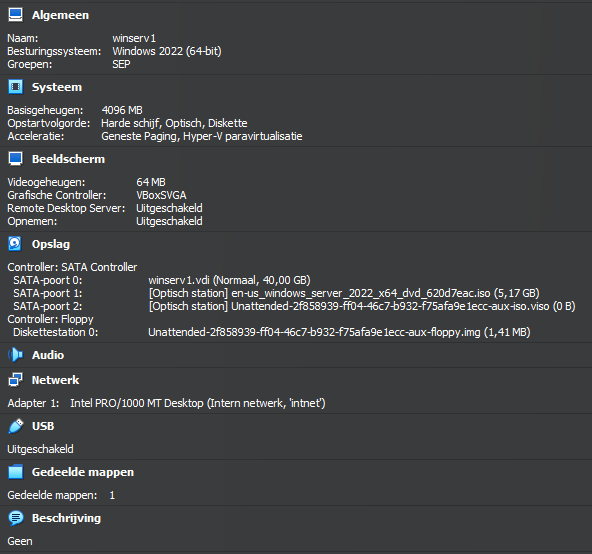 Algemeen
Naam: winserv1
Besturingssysteem: Windows 2022 (64-bit)
Groepen: SEP
Systeem
Basisgeheugen: 4096 MB
Opstartvolgorde: Harde schijf, Optisch, Diskette
Acceleratie: Geneste Paging, Hyper-V paravirtualisatie
Beeldscherm
Videogeheugen: 64 MB
Grafische Controller: VBoxSVGA
Remote Desktop Server: Uitgeschakeld
Opnemen: Uitgeschakeld
Opslag
Controller: SATA Controller
SATA-poort 0: winserv1.vdi (Normaal, 40,00 GB)
SATA-poort 1: [Optisch station] en-us_windows_server_2022_x64_dvd_620d7eac.iso (5,17 GB)
SATA-poort 2: [Optisch station] Unattended-2f858939-ff04-46c7-b932-f75afa9e1ecc-aux-iso.viso (0 B)
Controller: Floppy
Diskettestation 0: Unattended-2f858939-ff04-46c7-b932-f75afa9e1ecc-aux-floppy.img (1,41 MB)
Audio
Netwerk
Adapter 1: Intel PRO/1000 MT Desktop (Intern netwerk, 'intnet')
USB
Uitgeschakeld
Gedeelde mappen
Gedeelde mappen: 1
Beschrijving
Geen